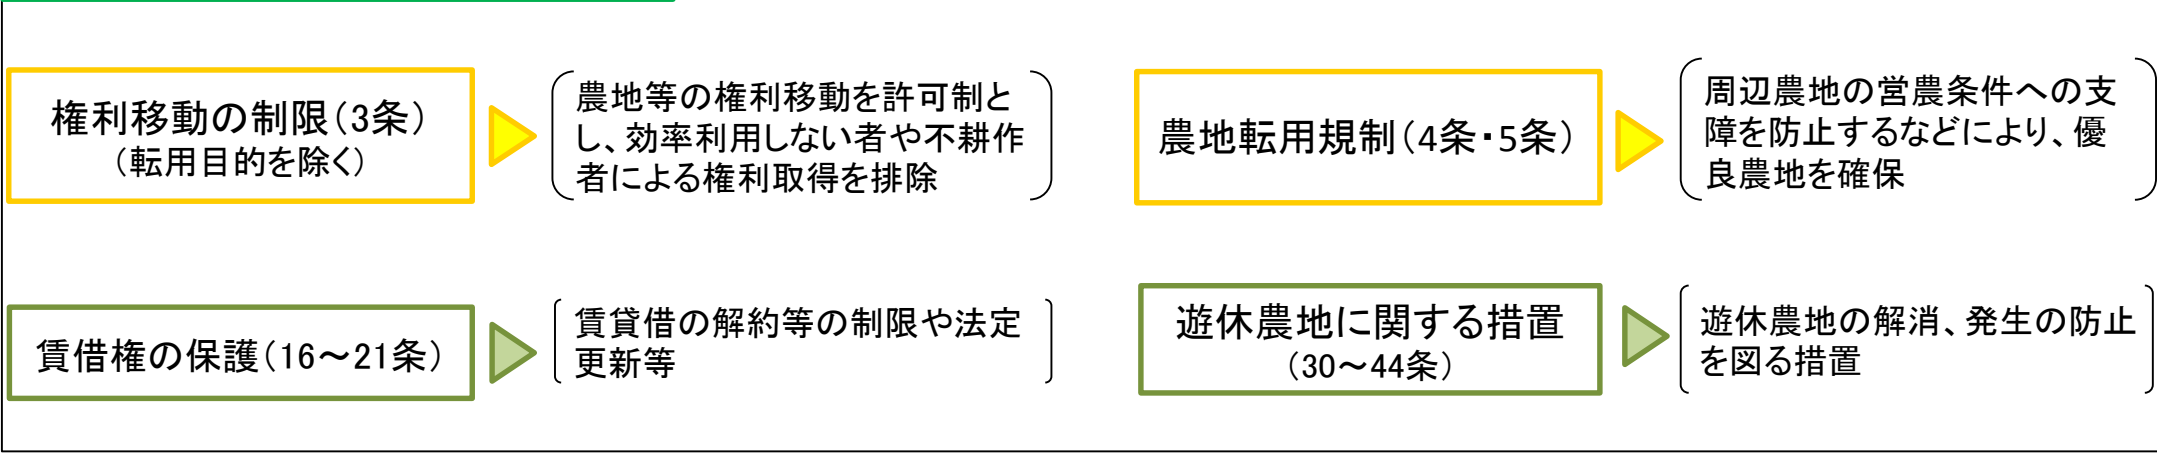 権利移動の制限(3条)
(転用目的を除く)
農地等の権利移動を許可制と
し、効率利用しない者や不耕作
者による権利取得を排除
農地転用規制(4条・5条)
周辺農地の営農条件への支
障を防止するなどにより、優
良農地を確保
賃借権の保護(16～21条)
賃貸借の解約等の制限や法定
更新等
遊休農地に関する措置
(30～44条)
遊休農地の解消、発生の防止
を図る措置